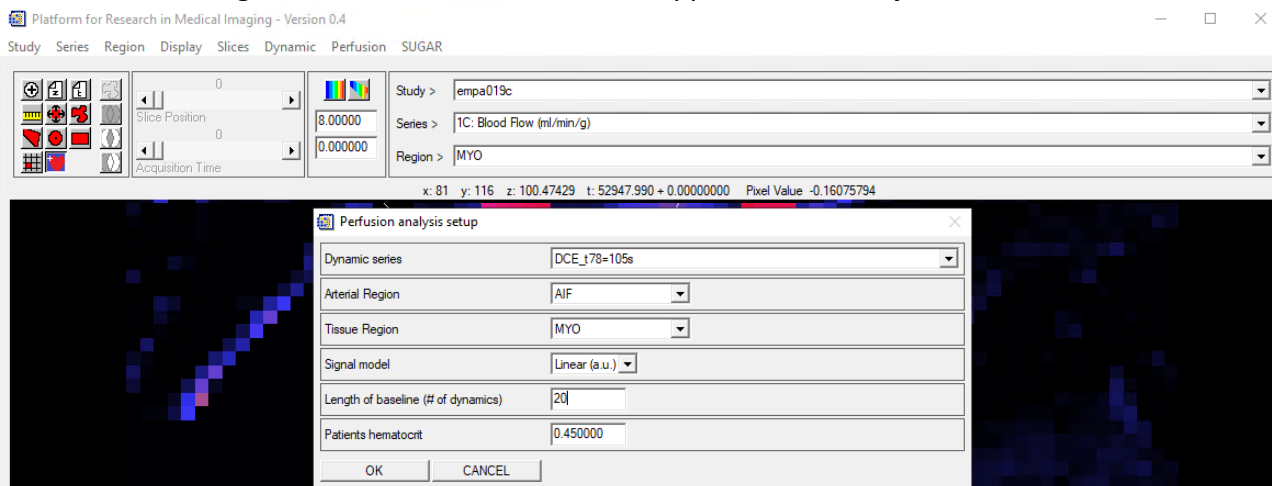 Platform for Research in Medical Imaging - Version 0.4
Study Series Region Display Slices Dynamic Perfusion SUGAR
0
Slice Position
0
Acquisition Time
8.00000
0.000000
Study > empa019c
Series > 1C: Blood Flow (ml/min/g)
Region > MYO
x: 81 y: 116 z: 100.47429 t: 52947.990 + 0.00000000 Pixel Value -0.16075794
Perfusion analysis setup
Dynamic series DCE_t78=105s
Arterial Region AIF
Tissue Region MYO
Signal model Linear (a.u.)
Length of baseline (# of dynamics) 20
Patients hematocrit 0.450000
OK CANCEL